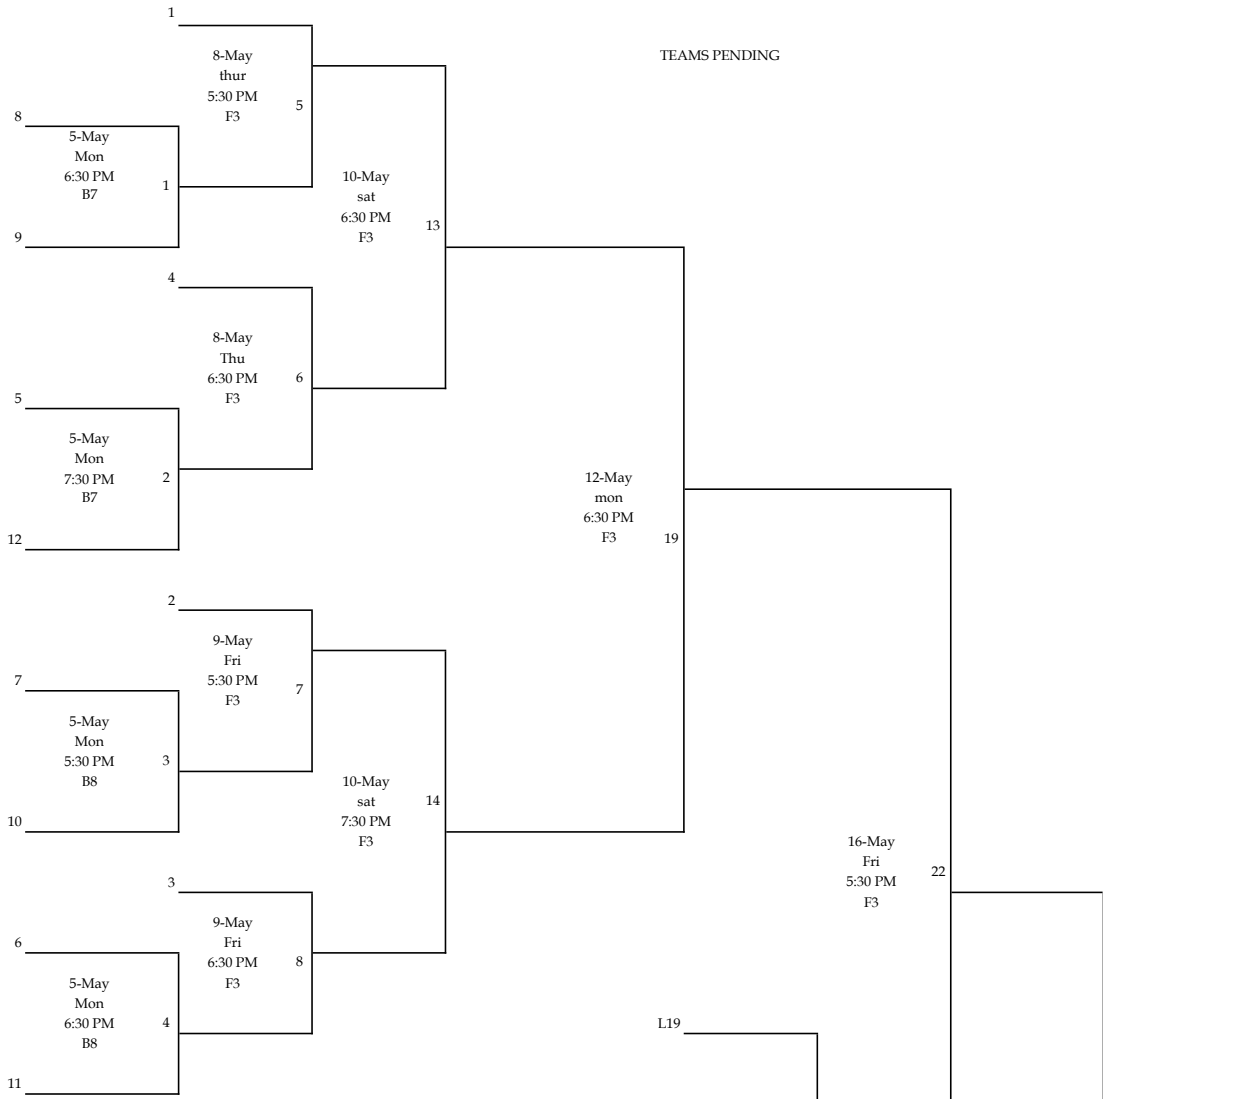 1
TEAMS PENDING
8-May
thur
5:30 PM
F3
5
8
5-May
Mon
6:30 PM
B7
1
9
10-May
sat
6:30 PM
F3
13
4
8-May
Thu
6:30 PM
F3
6
5
5-May
Mon
7:30 PM
B7
2
12
12-May
mon
6:30 PM
F3
19
2
9-May
Fri
5:30 PM
F3
7
7
5-May
Mon
5:30 PM
B8
3
10
10-May
sat
7:30 PM
F3
14
16-May
Fri
5:30 PM
F3
22
3
9-May
Fri
6:30 PM
F3
8
6
5-May
Mon
6:30 PM
B8
4
11
L19